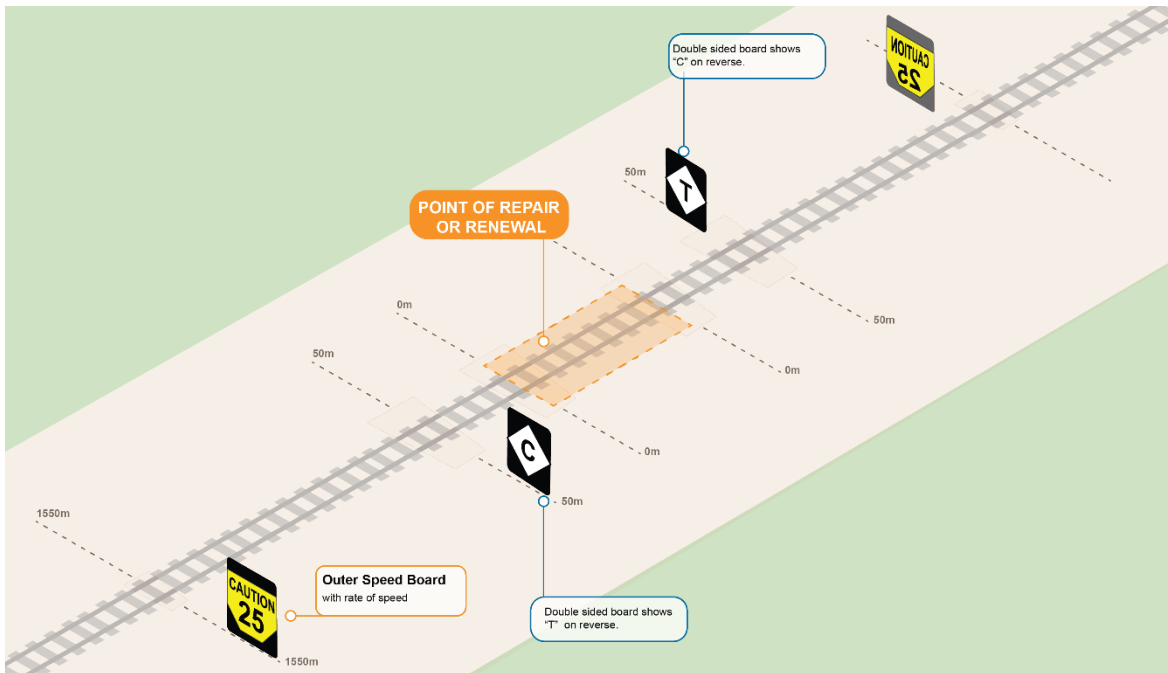 CAUTION
25
Double sided board shows
“C” on reverse.
50m
T
POINT OF REPAIR
OR RENEWAL
0m
50m
50m
0m
C
0m
50m
1550m
CAUTION
25
Outer Speed Board
with rate of speed
Double sided board shows
“T” on reverse.
1550m